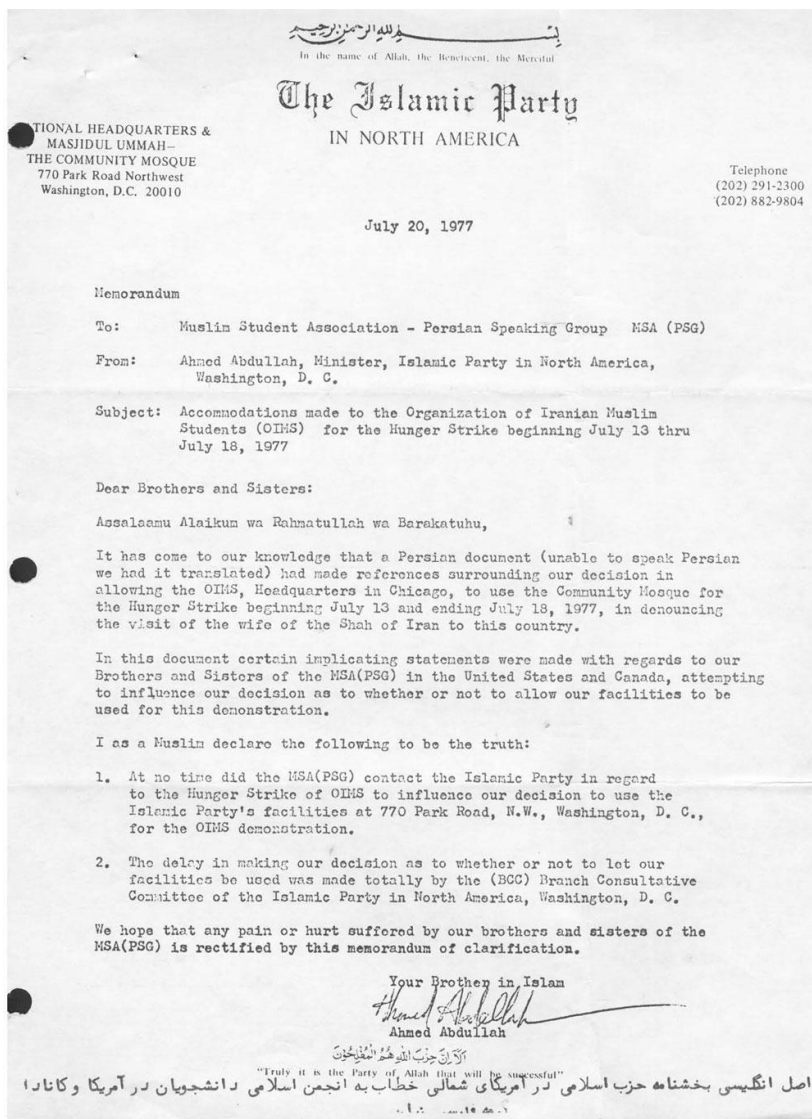 بسم الله الرحمن الرحيم
In the name of Allah, the Beneficent, the Merciful
The Islamic Party
IN NORTH AMERICA
TIONAL HEADQUARTERS &
MASJIDUL UMMAH—
THE COMMUNITY MOSQUE
770 Park Road Northwest
Washington, D.C. 20010
Telephone
(202) 291-2300
(202) 882-9804
July 20, 1977
Memorandum
To: Muslim Student Association - Persian Speaking Group MSA (PSG)
From: Ahmed Abdullah, Minister, Islamic Party in North America,
Washington, D. C.
Subject: Accommodations made to the Organization of Iranian Muslim
Students (OIMS) for the Hunger Strike beginning July 13 thru
July 18, 1977
Dear Brothers and Sisters:
Assalaamu Alaikum wa Rahmatullah wa Barakatuhu,
It has come to our knowledge that a Persian document (unable to speak Persian
we had it translated) had made references surrounding our decision in
allowing the OIMS, Headquarters in Chicago, to use the Community Mosque for
the Hunger Strike beginning July 13 and ending July 18, 1977, in denouncing
the visit of the wife of the Shah of Iran to this country.
In this document certain implicating statements were made with regards to our
Brothers and Sisters of the MSA(PSG) in the United States and Canada, attempting
to influence our decision as to whether or not to allow our facilities to be
used for this demonstration.
I as a Muslim declare the following to be the truth:
1. At no time did the MSA(PSG) contact the Islamic Party in regard
to the Hunger Strike of OIMS to influence our decision to use the
Islamic Party's facilities at 770 Park Road, N.W., Washington, D. C.,
for the OIMS demonstration.
2. The delay in making our decision as to whether or not to let our
facilities be used was made totally by the (BCC) Branch Consultative
Committee of the Islamic Party in North America, Washington, D. C.
We hope that any pain or hurt suffered by our brothers and sisters of the
MSA(PSG) is rectified by this memorandum of clarification.
Your Brother in Islam
Ahmed Abdullah
Ahmed Abdullah
أَلَا إِنَّ حِزْبَ اللهِ هُمُ الْمُفْلِحُونَ
"Truly it is the Party of Allah that will be successful"
اصل انگلیسی بخشنامه حزب اسلامی در آمریکای شمالی خطاب به انجمن اسلامی دانشجویان در آمریکا و کانادا